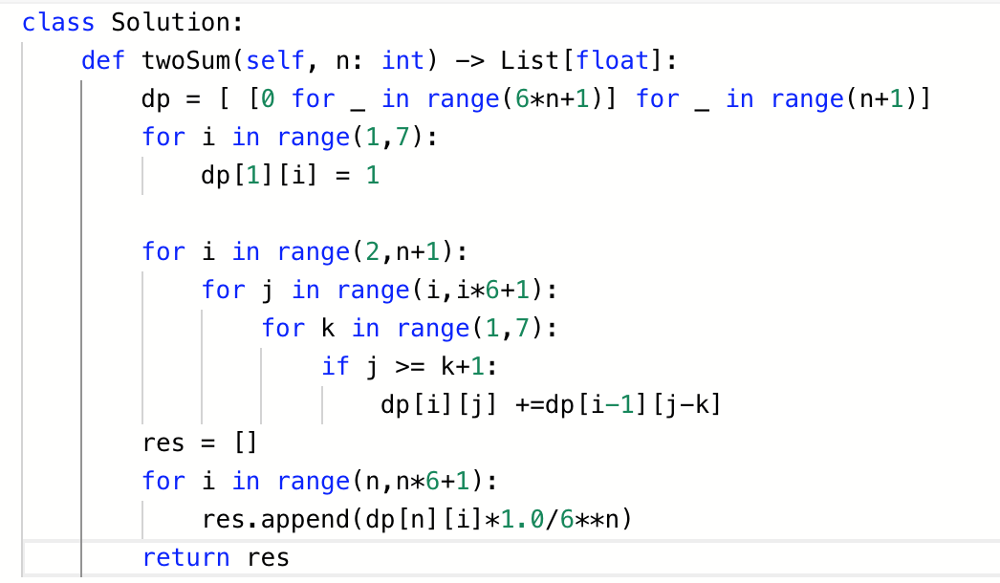 class Solution:
    def twoSum(self, n: int) -> List[float]:
        dp = [ [0 for _ in range(6*n+1)] for _ in range(n+1)]
        for i in range(1,7):
            dp[1][i] = 1

        for i in range(2,n+1):
            for j in range(i,i*6+1):
                for k in range(1,7):
                    if j >= k+1:
                        dp[i][j] +=dp[i-1][j-k]
        res = []
        for i in range(n,n*6+1):
            res.append(dp[n][i]*1.0/6**n)
        return res